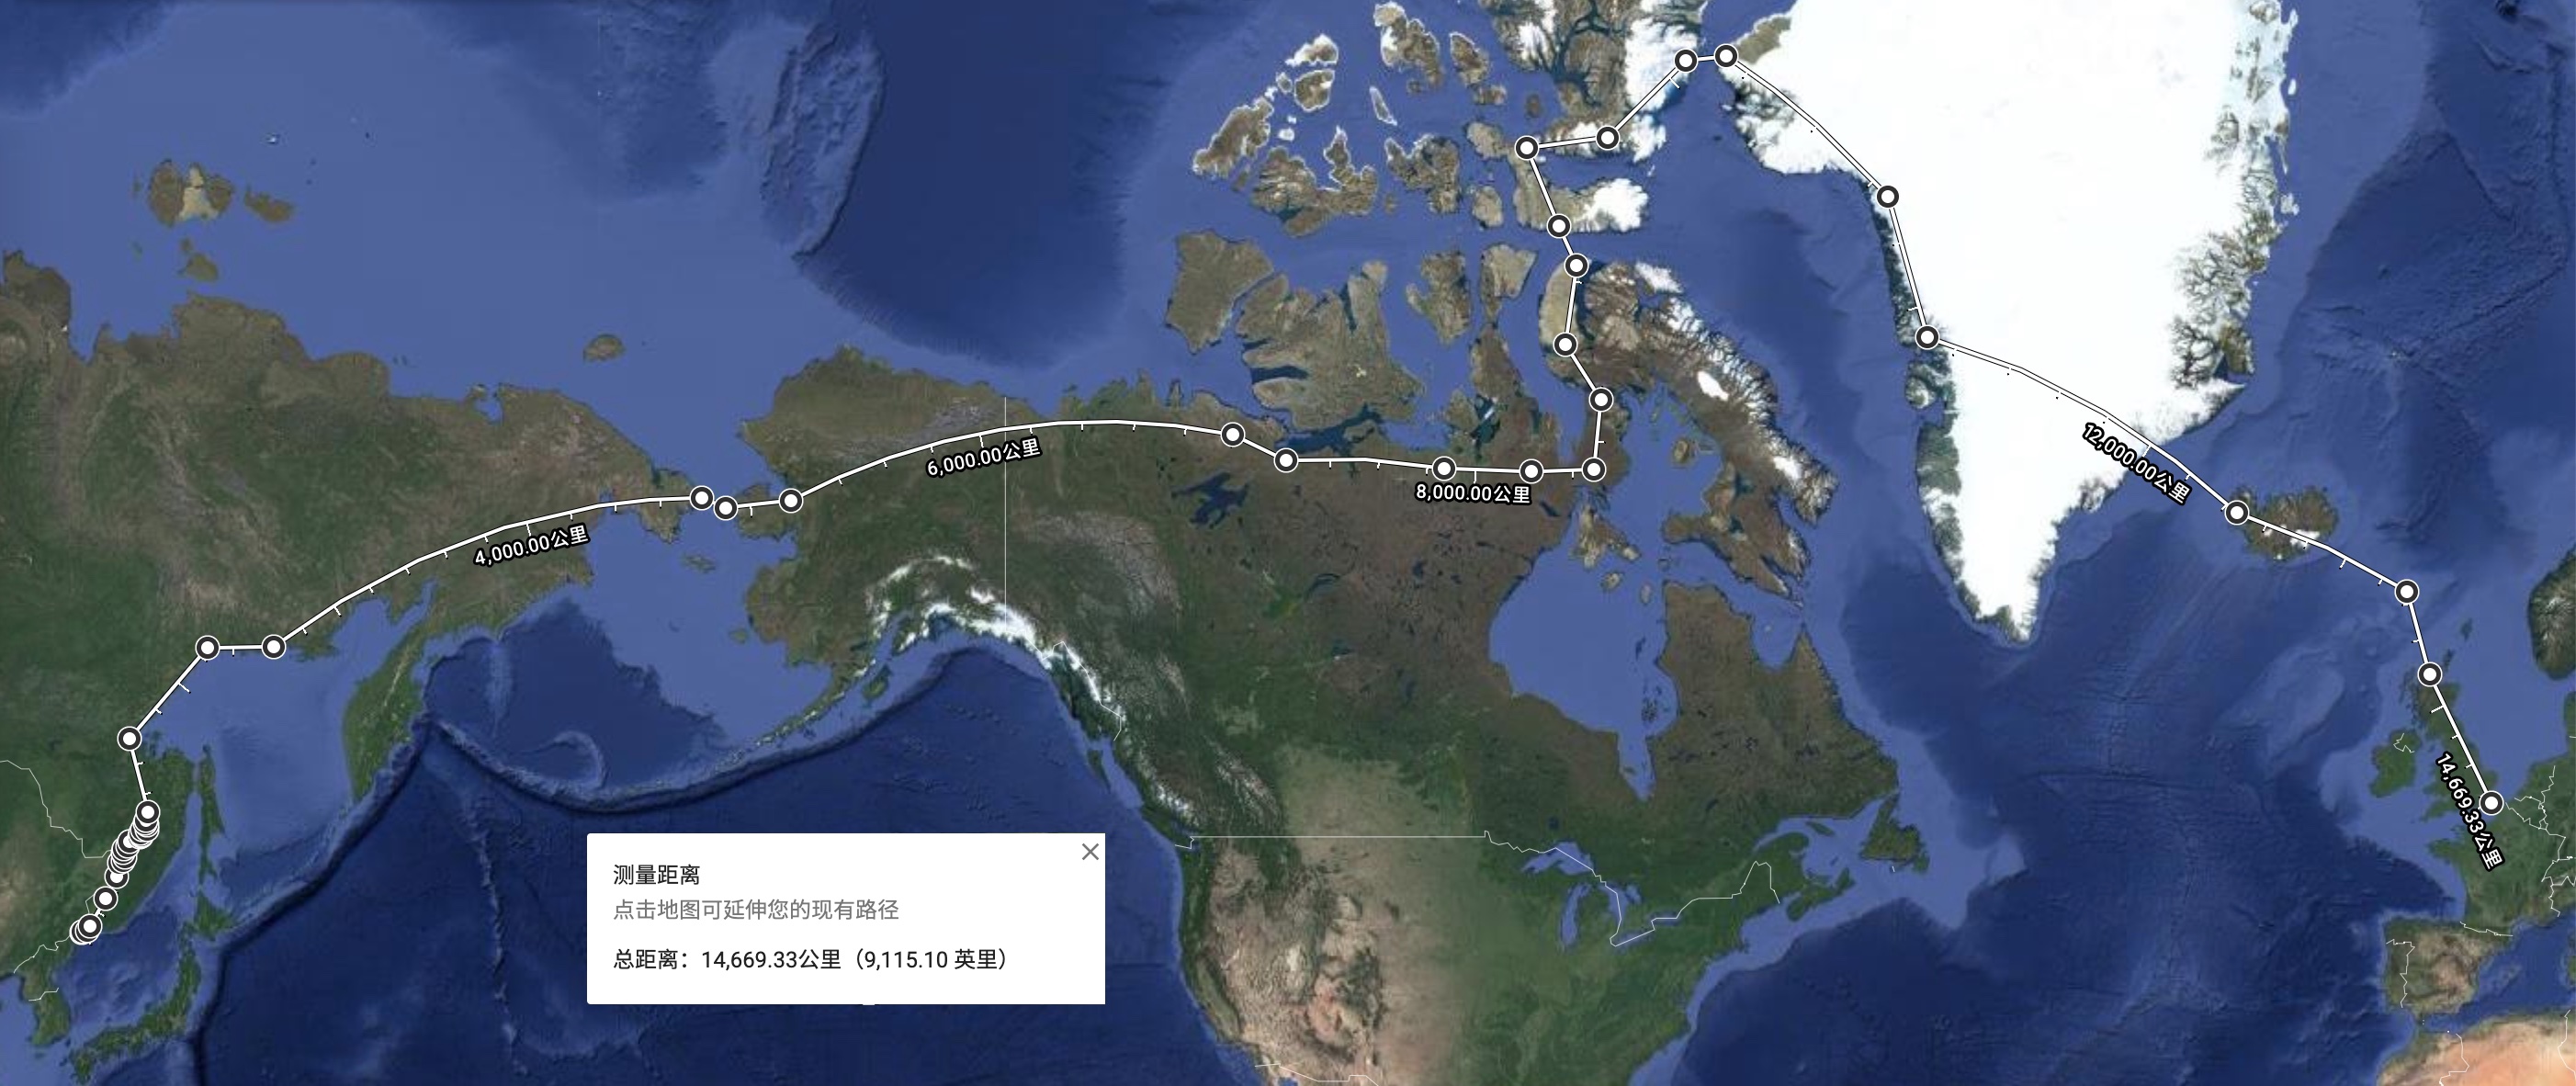 6,000.00公里
12,000.00公里
8,000.00公里
4,000.00公里
14,669.33公里
测量距离
点击地图可延伸您的现有路径
总距离：14,669.33公里（9,115.10 英里）